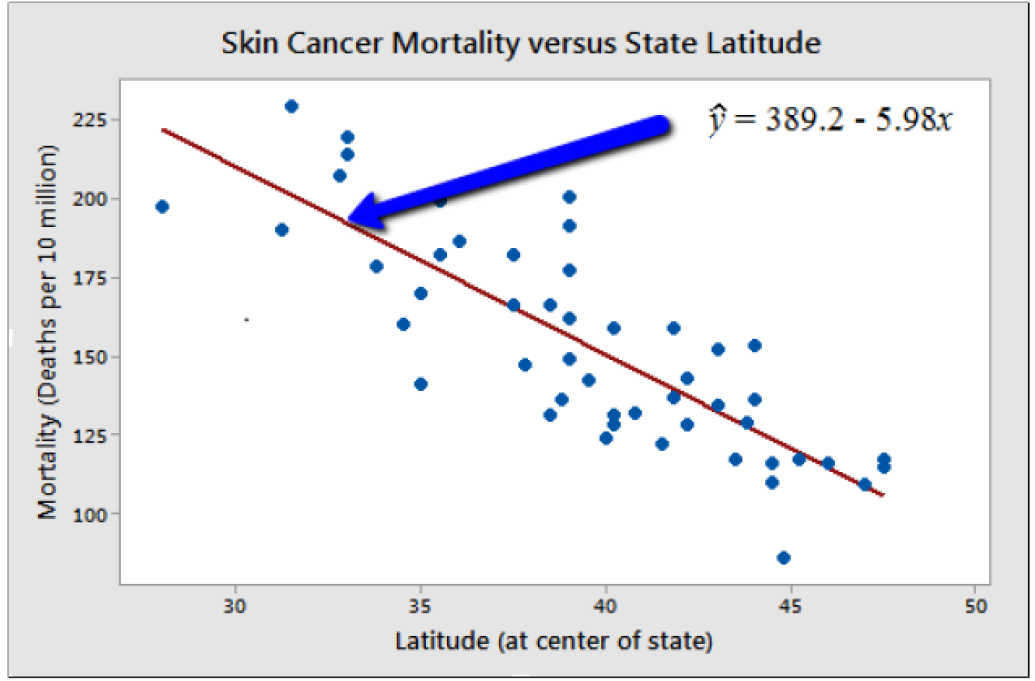 Skin Cancer Mortality versus State Latitude
ŷ = 389.2 - 5.98x
Mortality (Deaths per 10 million)
225
200
175
150
125
100
30 35 40 45 50
Latitude (at center of state)